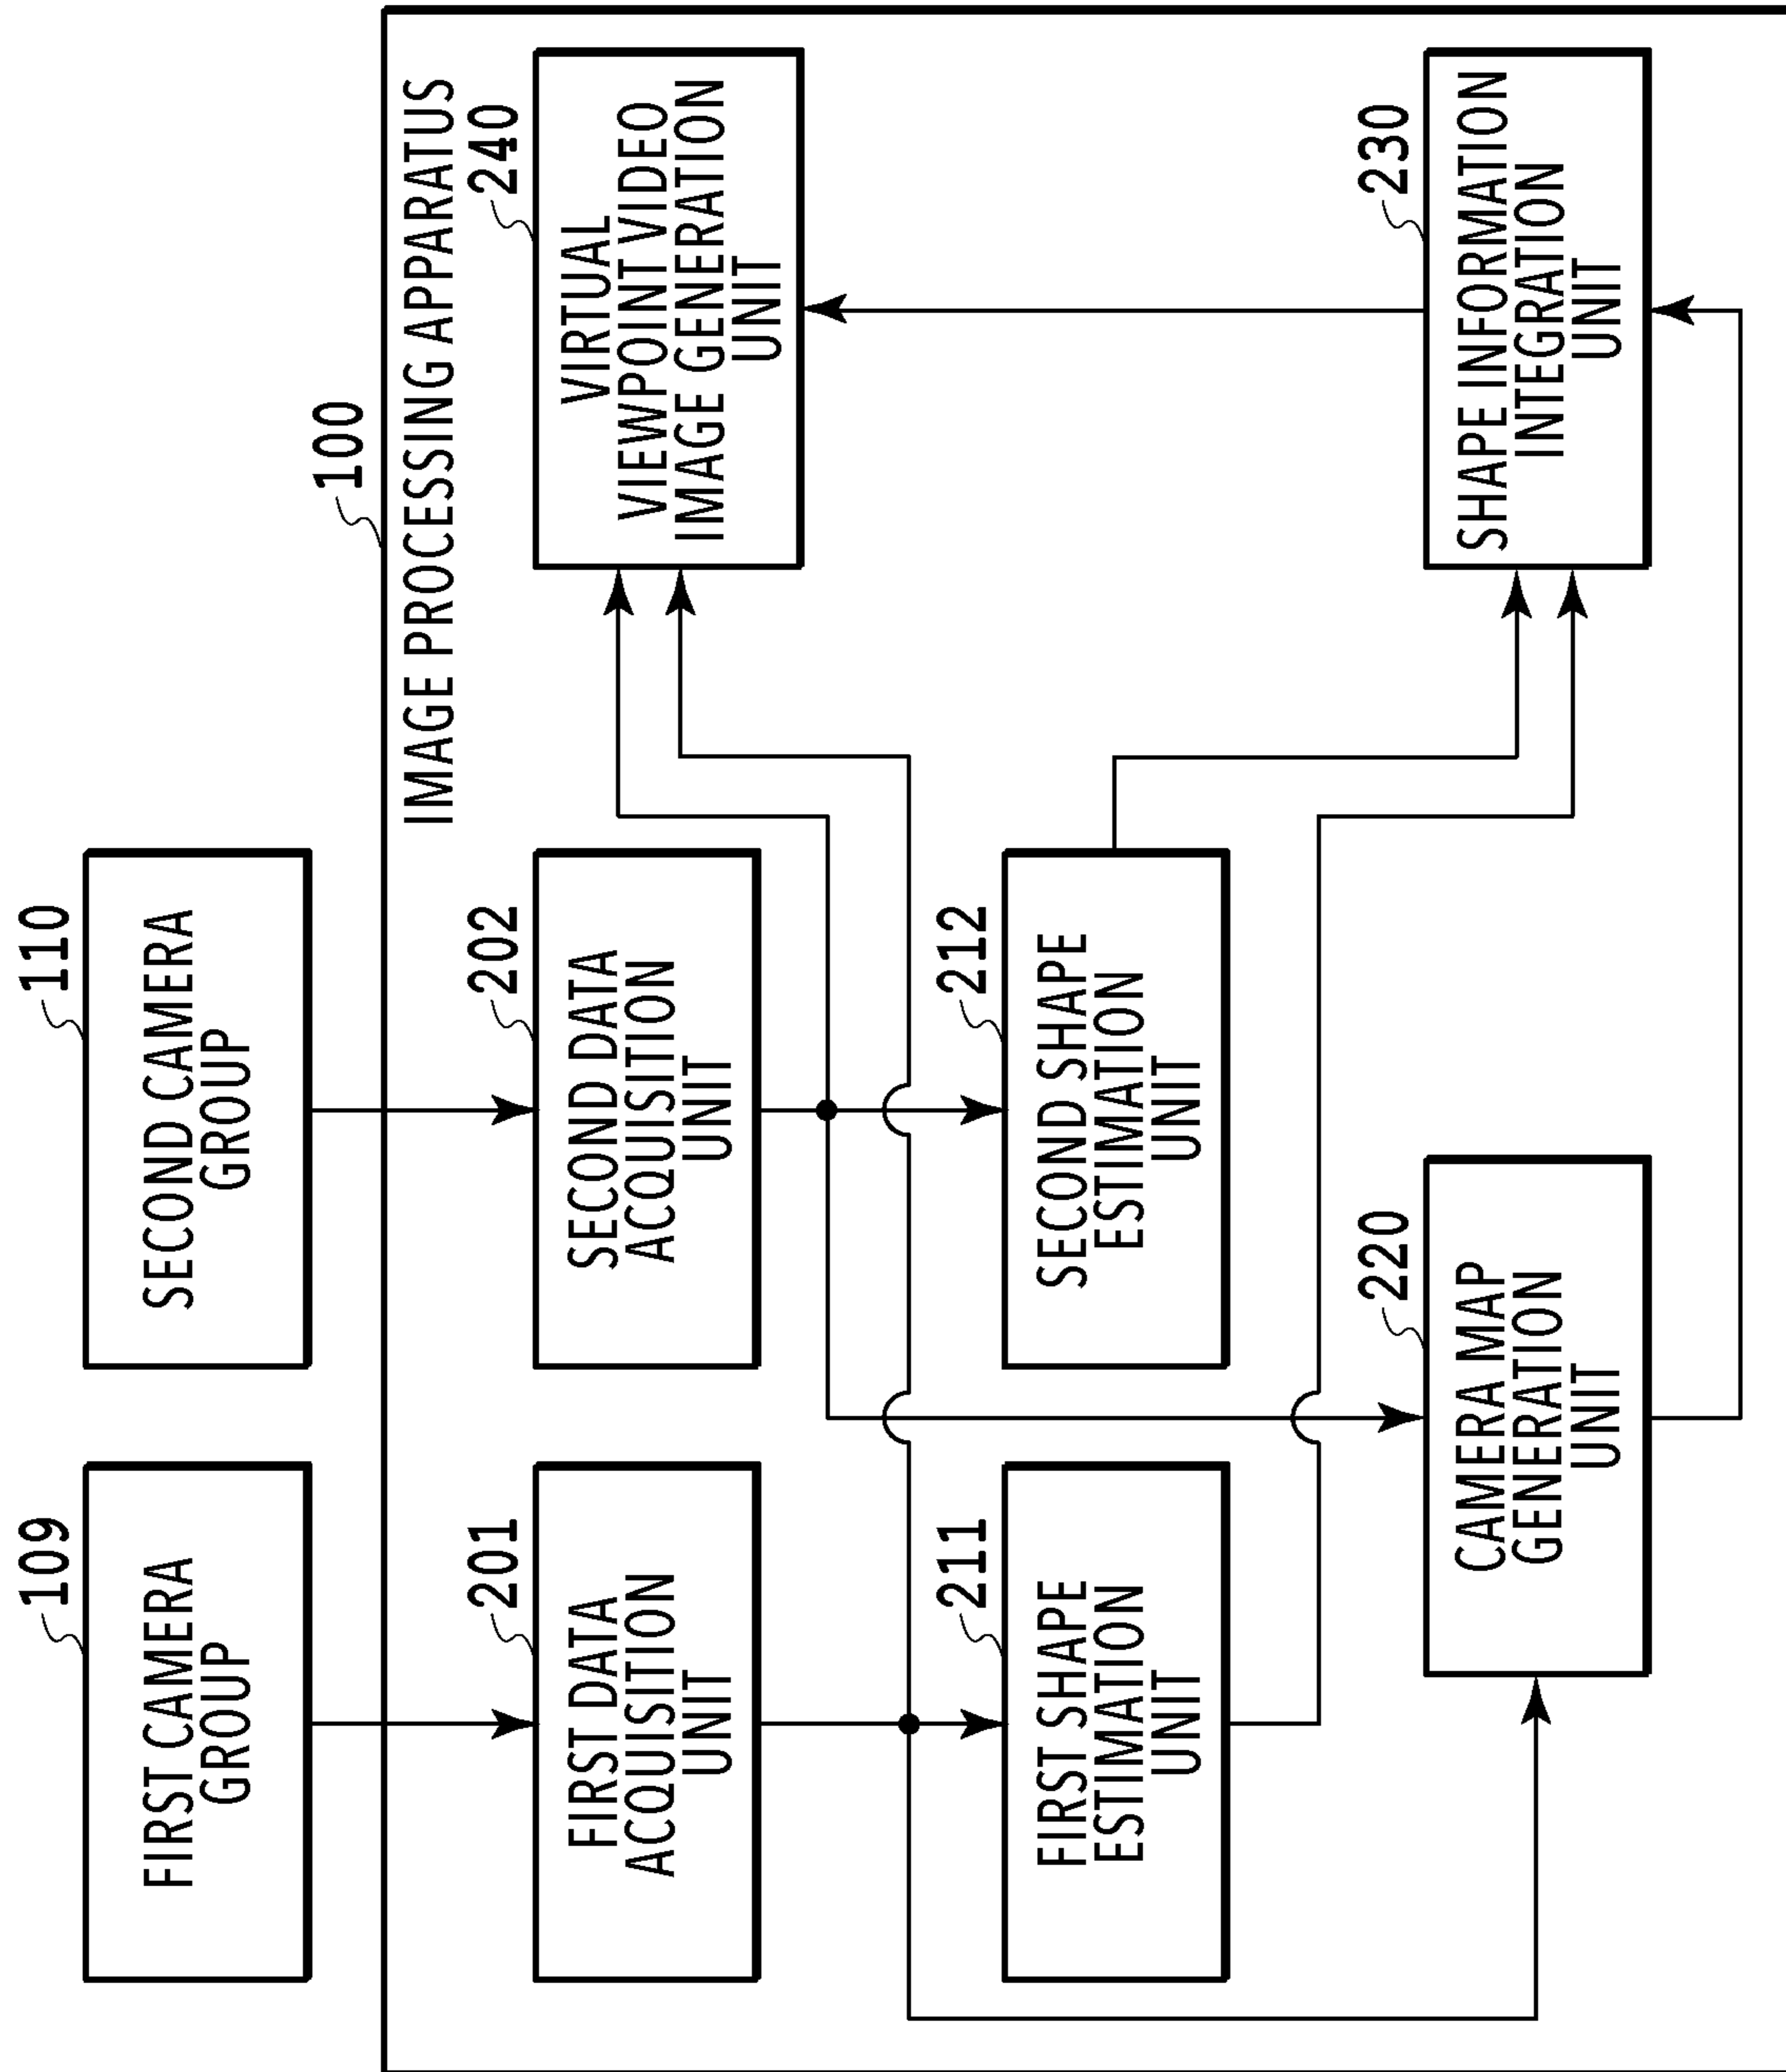 109
FIRST CAMERA
GROUP
110
SECOND CAMERA
GROUP
100
IMAGE PROCESSING APPARATUS
201
FIRST DATA
ACQUISITION
UNIT
202
SECOND DATA
ACQUISITION
UNIT
240
VIRTUAL
VIEWPOINT VIDEO
IMAGE GENERATION
UNIT
211
FIRST SHAPE
ESTIMATION
UNIT
212
SECOND SHAPE
ESTIMATION
UNIT
220
CAMERA MAP
GENERATION
UNIT
230
SHAPE INFORMATION
INTEGRATION
UNIT